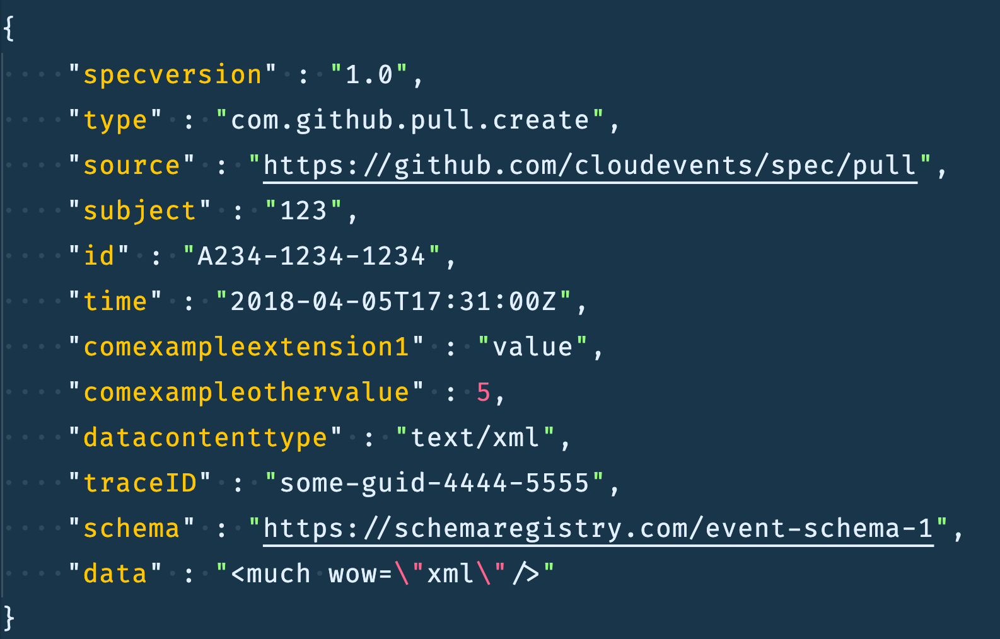 {
    "specversion" : "1.0",
    "type" : "com.github.pull.create",
    "source" : "https://github.com/cloudevents/spec/pull",
    "subject" : "123",
    "id" : "A234-1234-1234",
    "time" : "2018-04-05T17:31:00Z",
    "comexampleextension1" : "value",
    "comexampleothervalue" : 5,
    "datacontenttype" : "text/xml",
    "traceID" : "some-guid-4444-5555",
    "schema" : "https://schemaregistry.com/event-schema-1",
    "data" : "<much wow=\"xml\"/>"
}